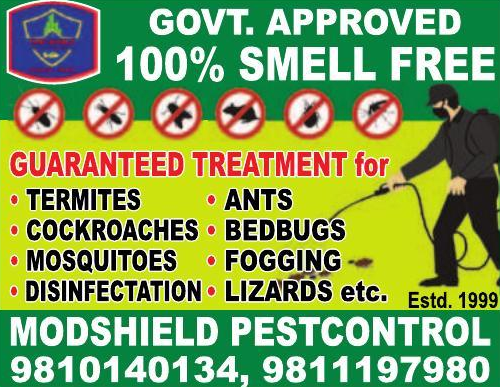 GOVT. APPROVED
100% SMELL FREE
GUARANTEED TREATMENT for
• TERMITES
• ANTS
• COCKROACHES
• BEDBUGS
• MOSQUITOES
• FOGGING
• DISINFECTATION
• LIZARDS etc.
Estd. 1999
MODSHIELD PESTCONTROL
9810140134, 9811197980